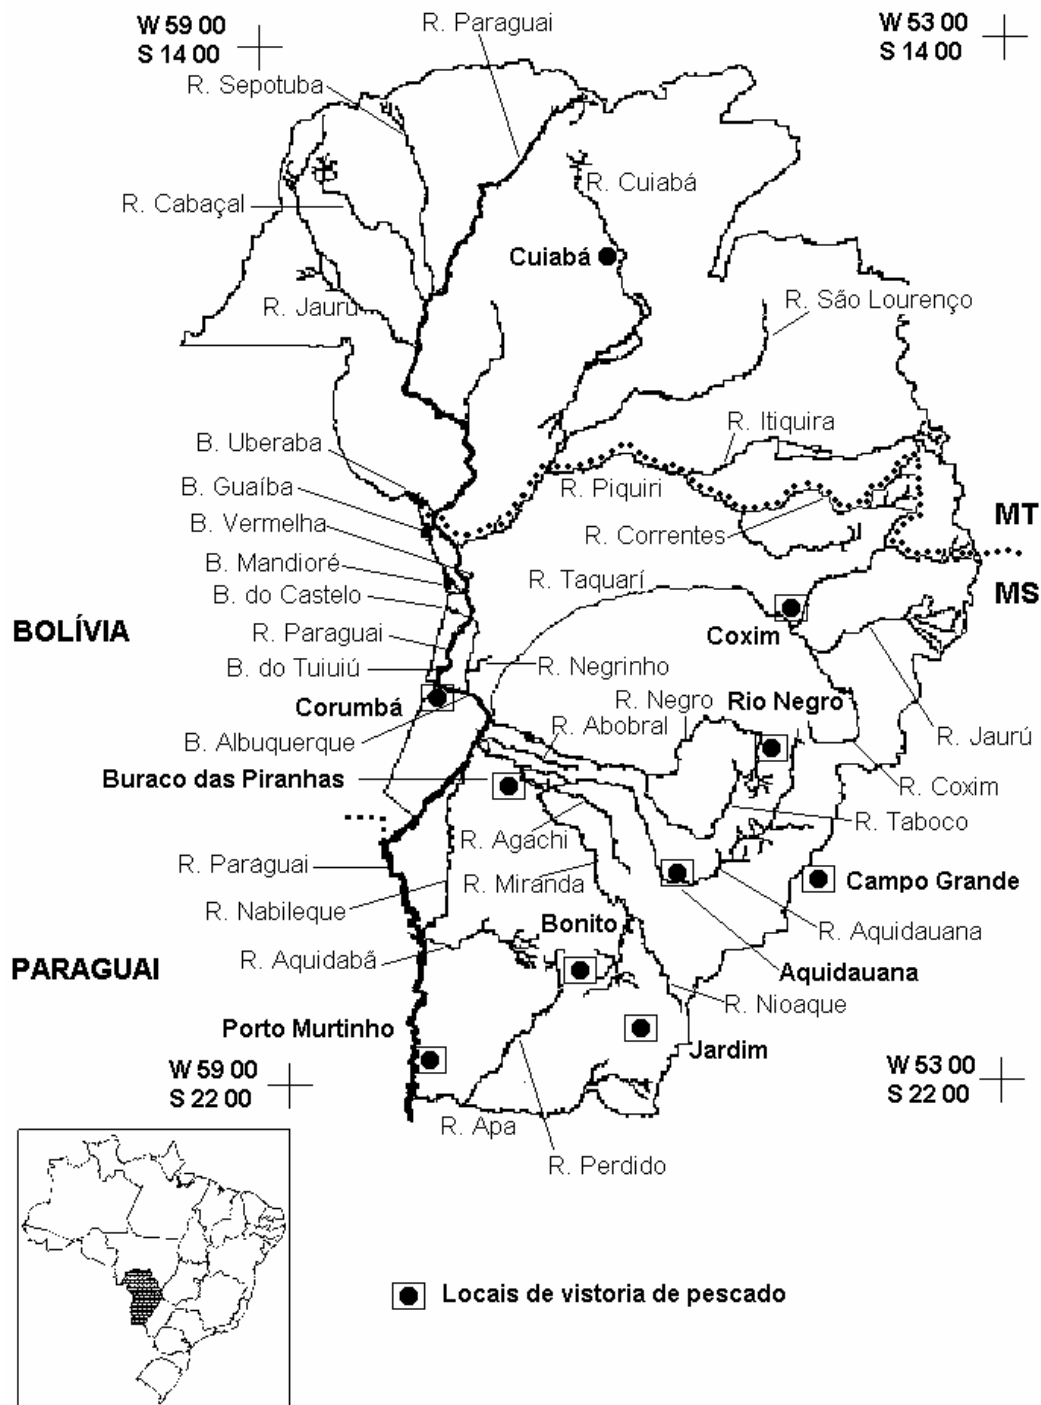 W 59 00
S 14 00
R. Paraguai
W 53 00
S 14 00
R. Sepotuba
R. Cuiabá
R. Cabaçal
Cuiabá
R. Jaurú
R. São Lourenço
R. Itiquira
B. Uberaba
R. Piquiri
B. Guaíba
MT
B. Vermelha
R. Correntes
B. Mandioré
R. Taquarí
MS
B. do Castelo
BOLÍVIA
R. Paraguai
Coxim
B. do Tuiuiú
R. Negrinho
Corumbá
R. Negro
Rio Negro
R. Abobral
R. Jaurú
B. Albuquerque
Buraco das Piranhas
R. Coxim
R. Taboco
R. Agachi
R. Paraguai
R. Miranda
Campo Grande
R. Nabileque
Bonito
R. Aquidauana
PARAGUAI
R. Aquidabã
Aquidauana
R. Nioaque
Porto Murtinho
Jardim
W 59 00
S 22 00
W 53 00
S 22 00
R. Apa
R. Perdido
Locais de vistoria de pescado